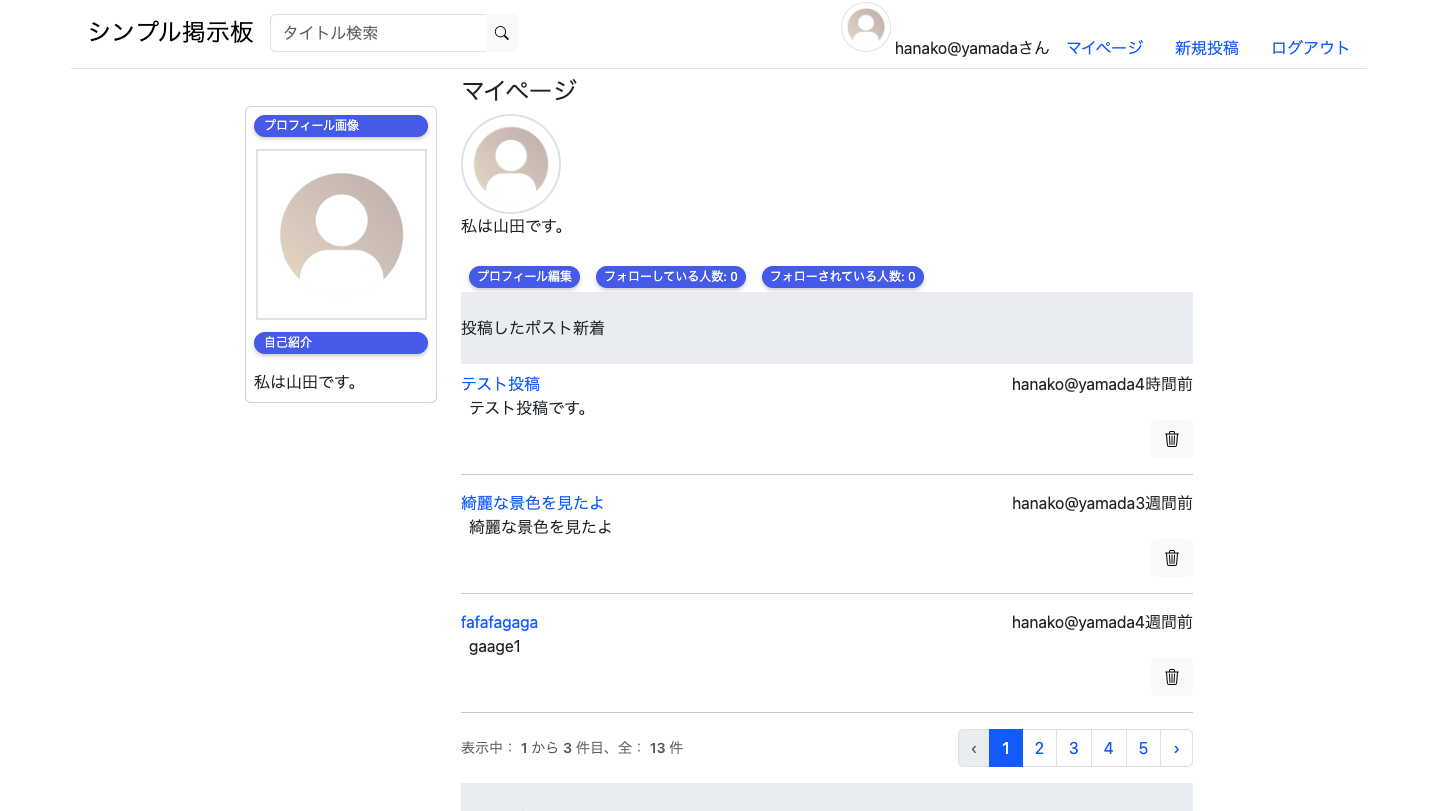 シンプル掲示板 タイトル検索 hanako@yamadaさん マイページ 新規投稿 ログアウト
マイページ
プロフィール画像
自己紹介
私は山田です。
私は山田です。
プロフィール編集 フォローしている人数: 0 フォローされている人数: 0
投稿したポスト新着
テスト投稿 hanako@yamada4時間前
テスト投稿です。
綺麗な景色を見たよ hanako@yamada3週間前
綺麗な景色を見たよ
fafafagaga hanako@yamada4週間前
gaage1
表示中: 1 から 3 件目、全: 13 件 ‹ 1 2 3 4 5 ›